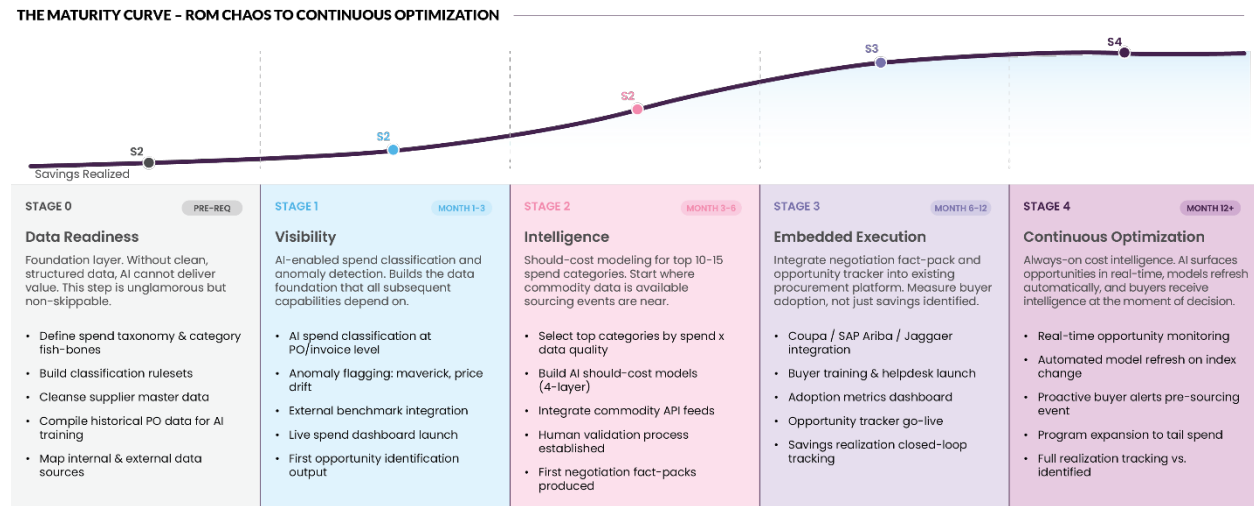 THE MATURITY CURVE – ROM CHAOS TO CONTINUOUS OPTIMIZATION
S2
S2
S2
S3
S4
Savings Realized
STAGE 0
PRE-REQ
Data Readiness
Foundation layer. Without clean,
structured data, AI cannot deliver
value. This step is unglamorous but
non-skippable.
• Define spend taxonomy & category
fish-bones
• Build classification rulesets
• Cleanse supplier master data
• Compile historical PO data for AI
training
• Map internal & external data
sources
STAGE 1
MONTH 1-3
Visibility
AI-enabled spend classification and
anomaly detection. Builds the data
foundation that all subsequent
capabilities depend on.
• AI spend classification at
PO/invoice level
• Anomaly flagging: maverick, price
drift
• External benchmark integration
• Live spend dashboard launch
• First opportunity identification
output
STAGE 2
MONTH 3-6
Intelligence
Should-cost modeling for top 10-15
spend categories. Start where
commodity data is available
sourcing events are near.
• Select top categories by spend x
data quality
• Build AI should-cost models
(4-layer)
• Integrate commodity API feeds
• Human validation process
established
• First negotiation fact-packs
produced
STAGE 3
MONTH 6-12
Embedded Execution
Integrate negotiation fact-pack and
opportunity tracker into existing
procurement platform. Measure buyer
adoption, not just savings identified.
• Coupa / SAP Ariba / Jaggaer
integration
• Buyer training & helpdesk launch
• Adoption metrics dashboard
• Opportunity tracker go-live
• Savings realization closed-loop
tracking
STAGE 4
MONTH 12+
Continuous Optimization
Always-on cost intelligence. AI surfaces
opportunities in real-time, models refresh
automatically, and buyers receive
intelligence at the moment of decision.
• Real-time opportunity monitoring
• Automated model refresh on index
change
• Proactive buyer alerts pre-sourcing
event
• Program expansion to tail spend
• Full realization tracking vs.
identified